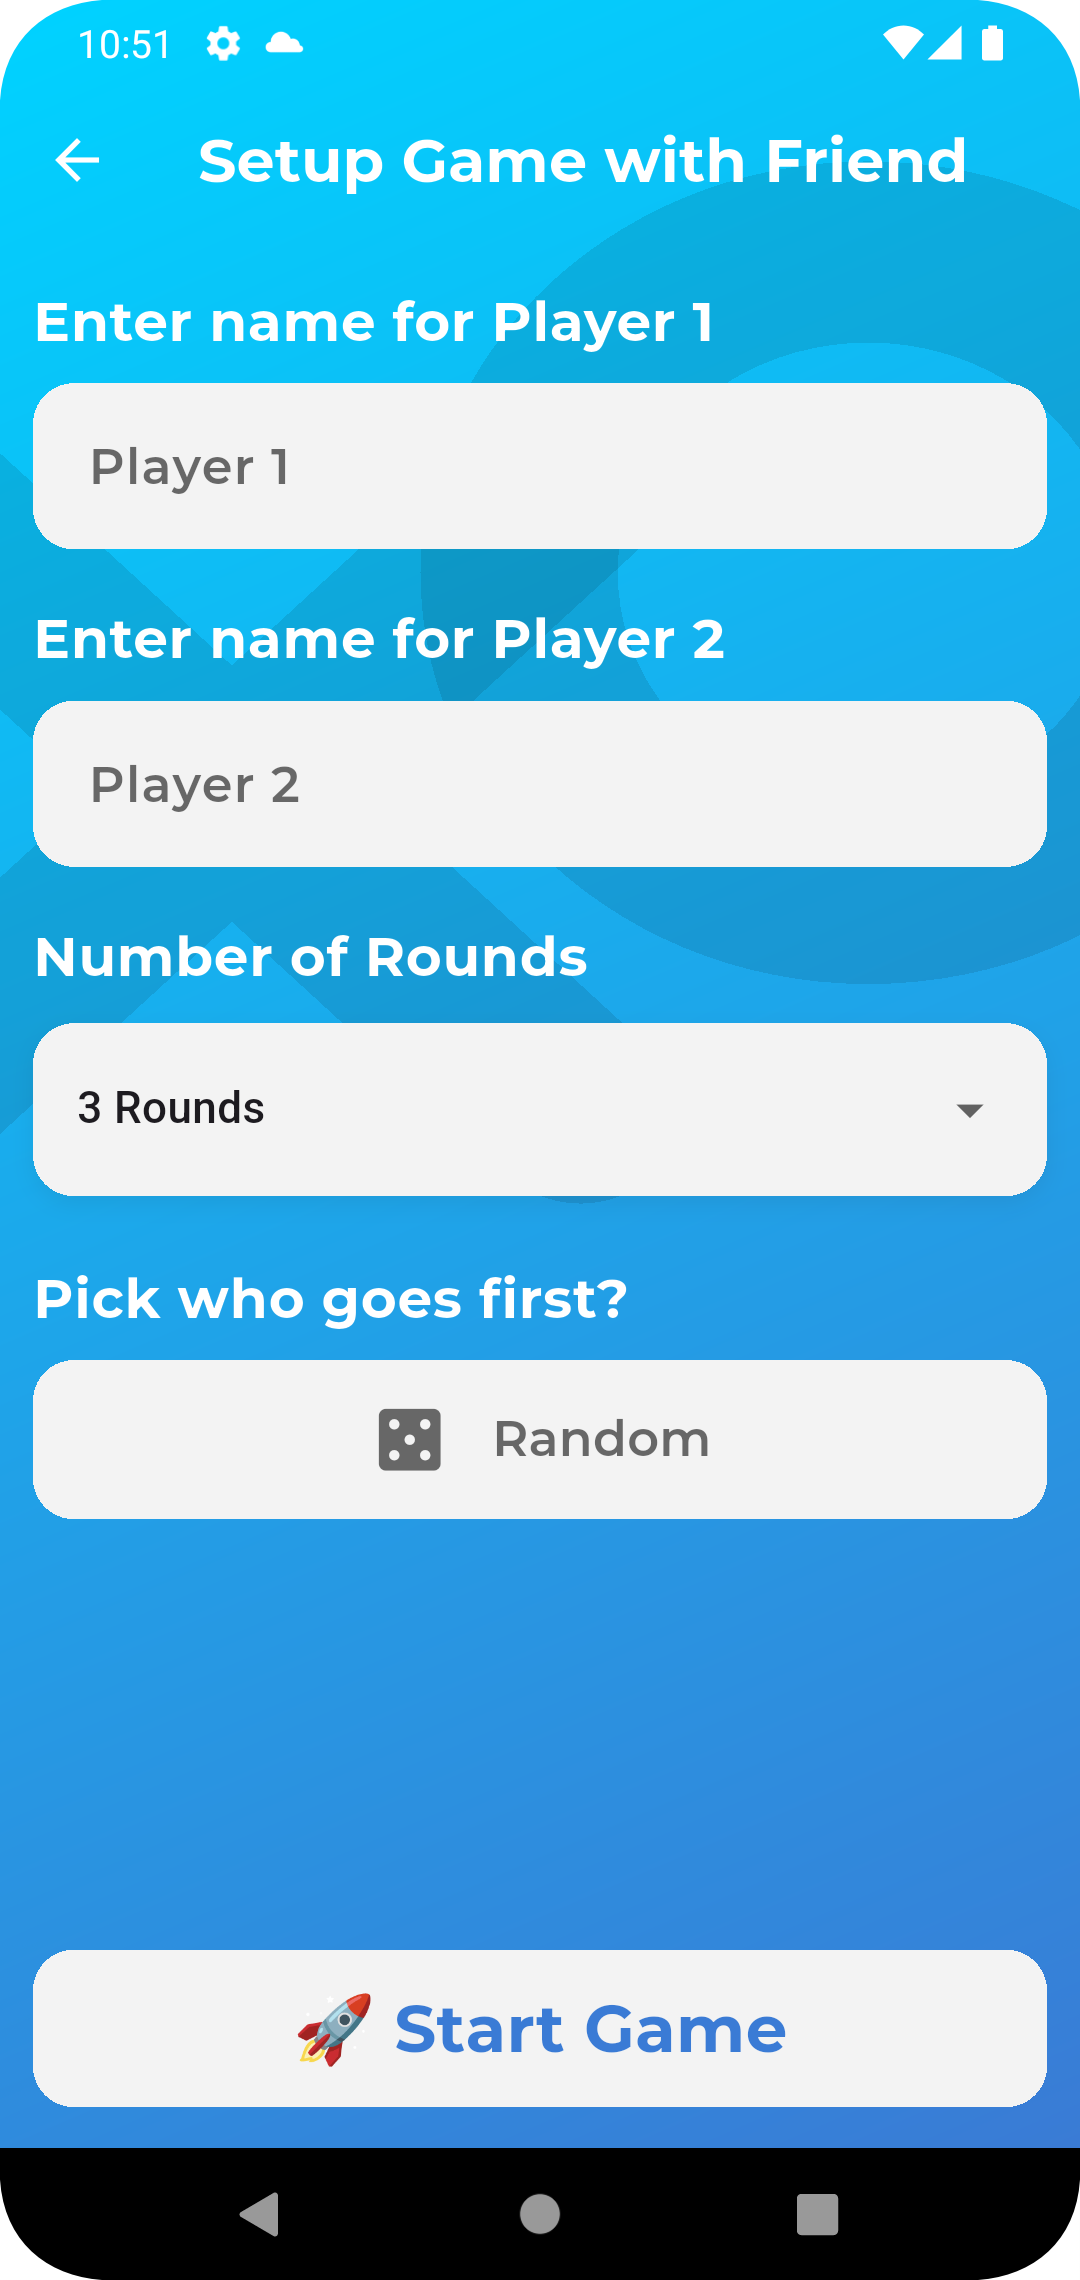 10:51
Setup Game with Friend
Enter name for Player 1
Player 1
Enter name for Player 2
Player 2
Number of Rounds
3 Rounds
Pick who goes first?
Random
🚀 Start Game